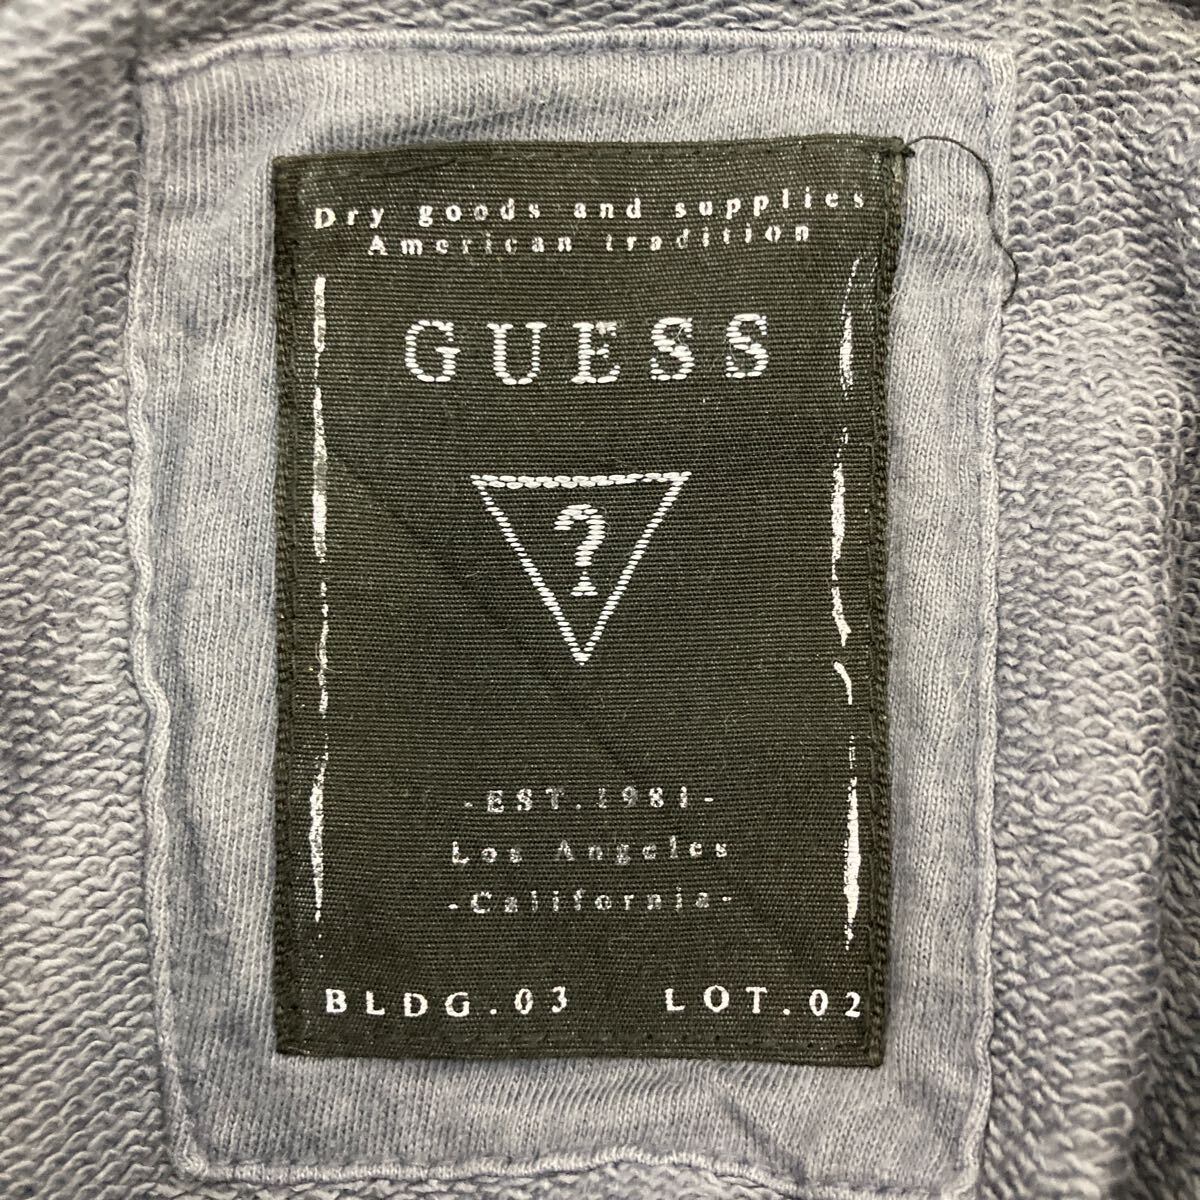 Dry goods and supplies
American tradition
GUESS
?
-EST.1981-
Los Angeles
-California-
BLDG.03 LOT.02